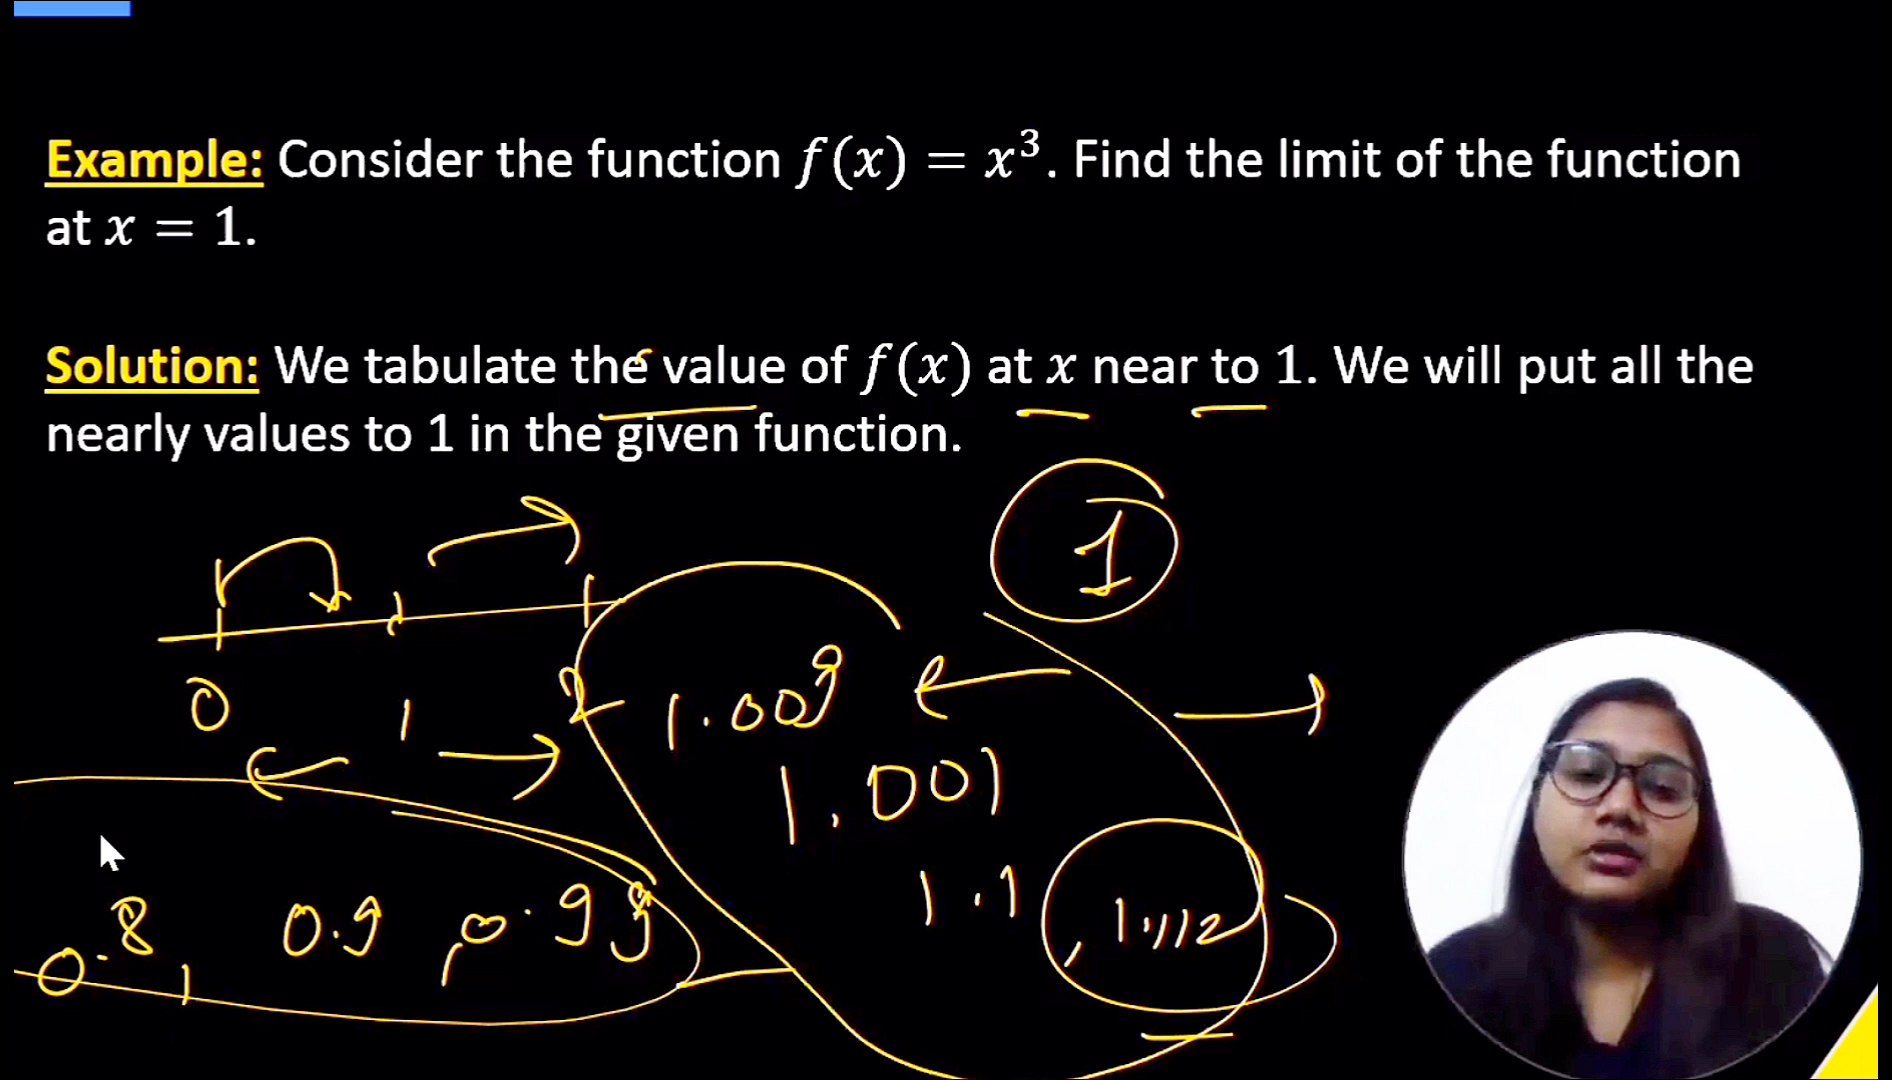 Example: Consider the function f(x) = x³. Find the limit of the function
at x = 1.
Solution: We tabulate the value of f(x) at x near to 1. We will put all the
nearly values to 1 in the given function.
1
0 1 2
1.009
1.001
1.1 , 1.112
0.8, 0.9 , 0.99